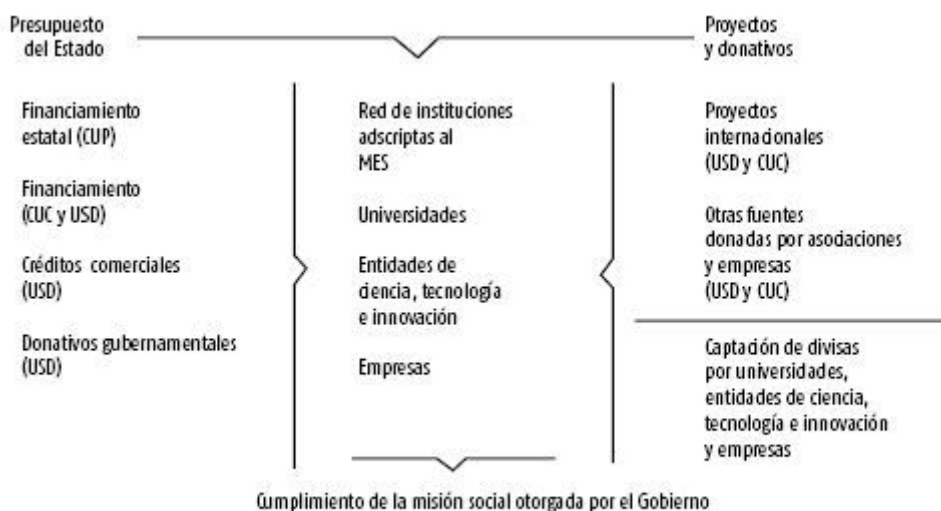 Presupuesto
del Estado
Proyectos
y donativos
Financiamiento
estatal (CUP)
Financiamiento
(CUC y USD)
Créditos comerciales
(USD)
Donativos gubernamentales
(USD)
Red de instituciones
adscriptas al
MES
Universidades
Entidades de
ciencia, tecnología
e innovación
Empresas
Proyectos
internacionales
(USD y CUC)
Otras fuentes
donadas por asociaciones
y empresas
(USD y CUC)
Captación de divisas
por universidades,
entidades de ciencia,
tecnología e innovación
y empresas
Cumplimiento de la misión social otorgada por el Gobierno